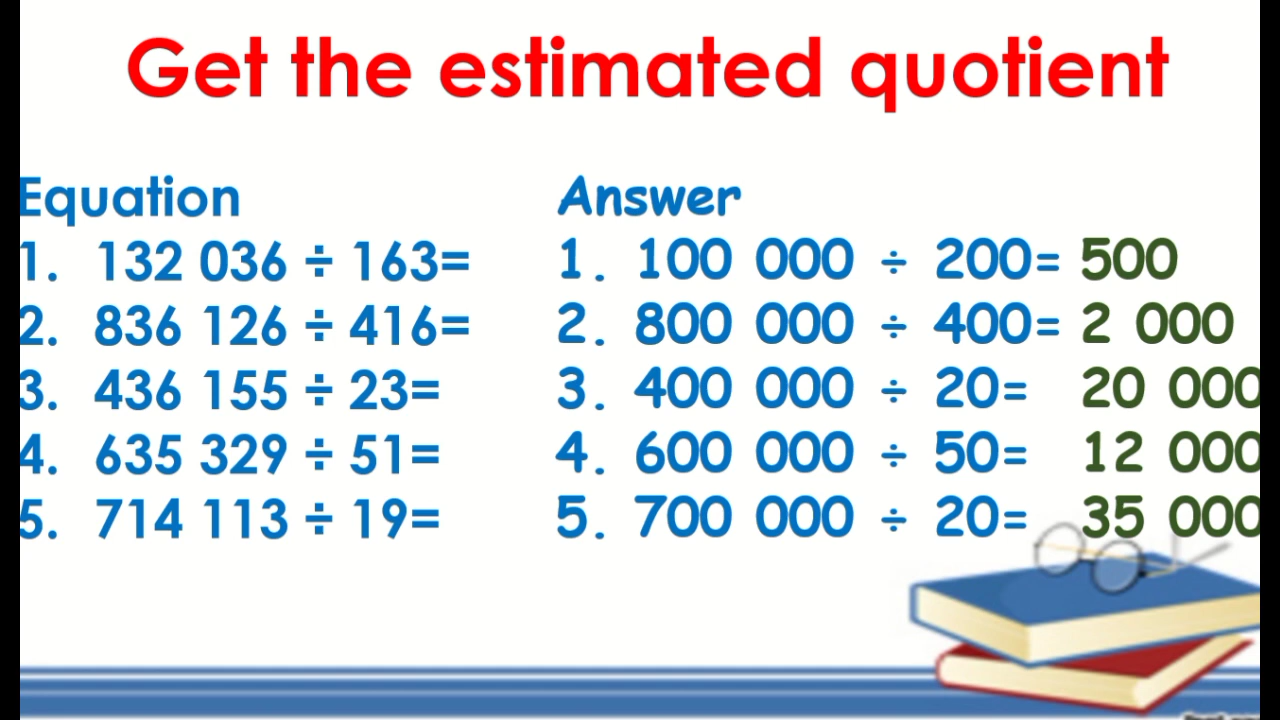 Get the estimated quotient
Equation Answer
1. 132 036 ÷ 163= 1. 100 000 ÷ 200= 500
2. 836 126 ÷ 416= 2. 800 000 ÷ 400= 2 000
3. 436 155 ÷ 23= 3. 400 000 ÷ 20= 20 000
4. 635 329 ÷ 51= 4. 600 000 ÷ 50= 12 000
5. 714 113 ÷ 19= 5. 700 000 ÷ 20= 35 000